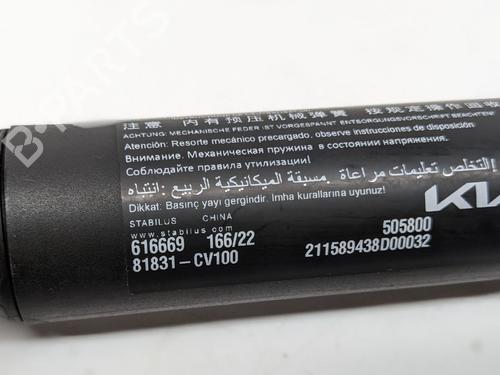 注意 内有预压机械弹簧 按规定操作回收
ACHTUNG: MECHANISCHE FEDER IST VORGESPANNT ENTSORGUNGSVORSCHRIFT BEACHTEN!
Atención: Resorte mecánico precargado, observe instrucciones de disposición
Внимание. Механическая пружина в состоянии напряжения.
Соблюдайте правила утилизации!
إنتباه: مسبقة الميكانيكية الربيع. مراعاة تعليمات التخلص!
Dikkat: Basınç yayı gergindir. Imha kurallarına uyunuz!
KIA
STABILUS CHINA
www.stabilus.com
616669 166/22 505800
81831-CV100 211589438D00032